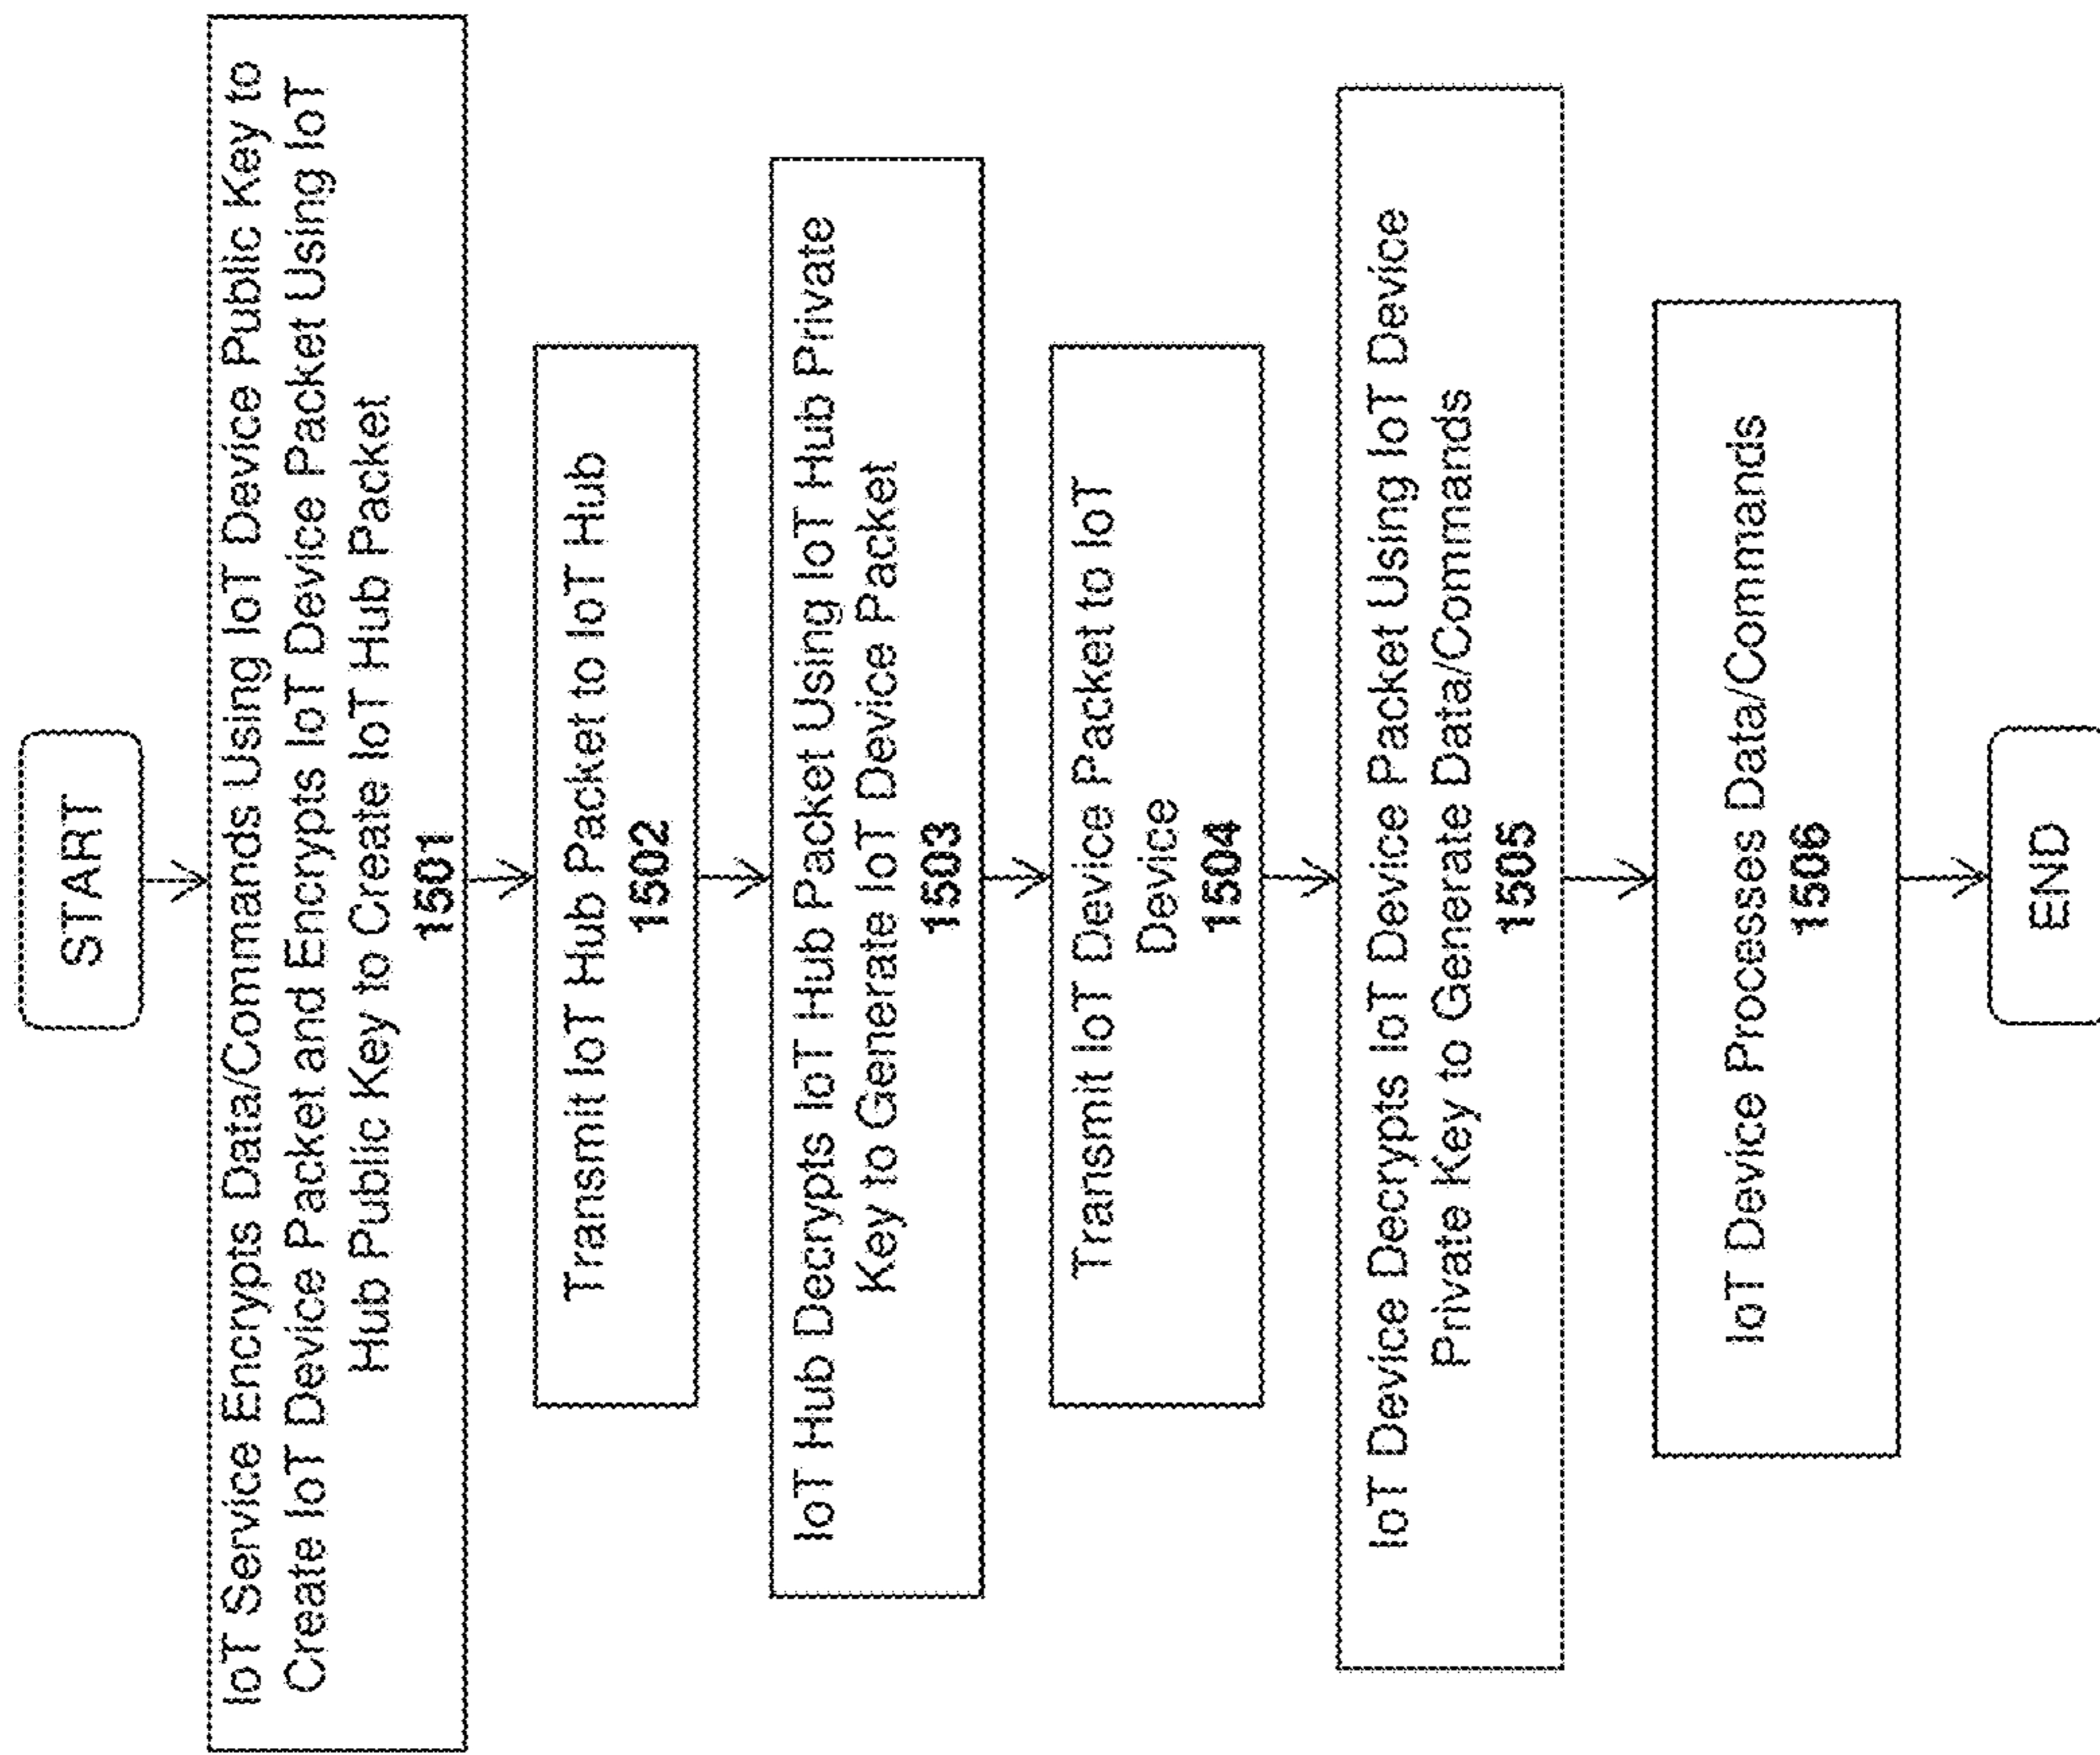 START
IoT Service Encrypts Data/Commands Using IoT Device Public Key to
Create IoT Device Packet and Encrypts IoT Device Packet Using IoT
Hub Public Key to Create IoT Hub Packet
1501
Transmit IoT Hub Packet to IoT Hub
1502
IoT Hub Decrypts IoT Hub Packet Using IoT Hub Private
Key to Generate IoT Device Packet
1503
Transmit IoT Device Packet to IoT
Device
1504
IoT Device Decrypts IoT Device Packet Using IoT Device
Private Key to Generate Data/Commands
1505
IoT Device Processes Data/Commands
1506
END